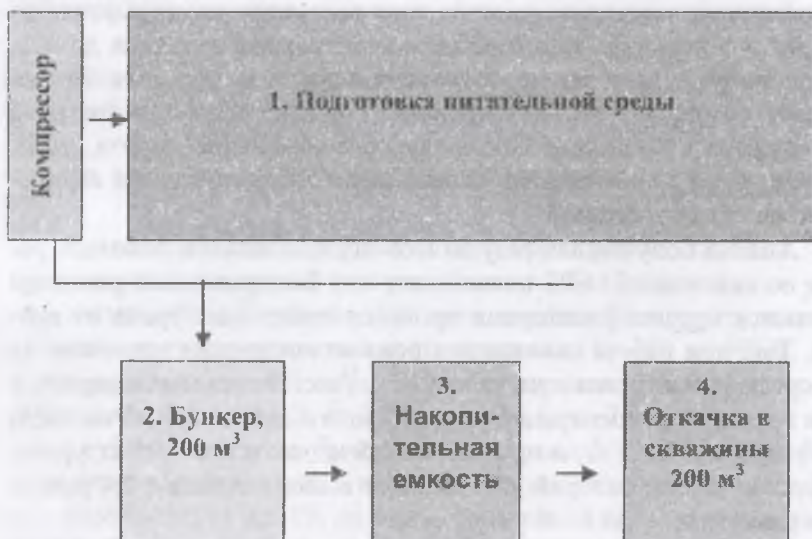 Компрессор
1. Подготовка питательной среды
2. Бункер,
200 м³
3.
Накопи-
тельная
емкость
4.
Откачка в
скважины
200 м³